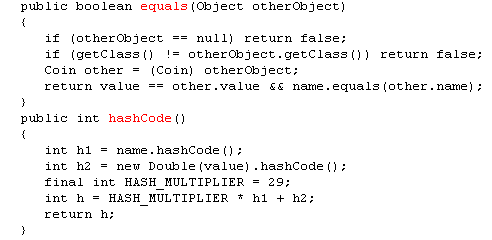 public boolean equals(Object otherObject)
{
   if (otherObject == null) return false;
   if (getClass() != otherObject.getClass()) return false;
   Coin other = (Coin) otherObject;
   return value == other.value && name.equals(other.name);
}
public int hashCode()
{
   int h1 = name.hashCode();
   int h2 = new Double(value).hashCode();
   final int HASH_MULTIPLIER = 29;
   int h = HASH_MULTIPLIER * h1 + h2;
   return h;
}